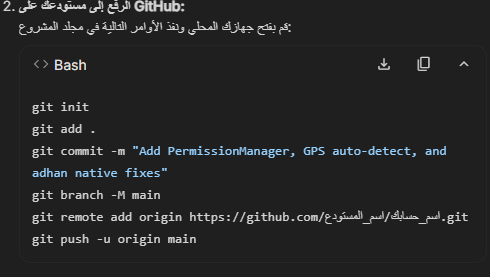 2. الرفع إلى مستودعك على GitHub:
قم بفتح جهازك المحلي ونفذ الأوامر التالية في مجلد المشروع:
<> Bash
git init
git add .
git commit -m "Add PermissionManager, GPS auto-detect, and
adhan native fixes"
git branch -M main
git remote add origin https://github.com/اسم_حسابك/اسم_المستودع.git
git push -u origin main